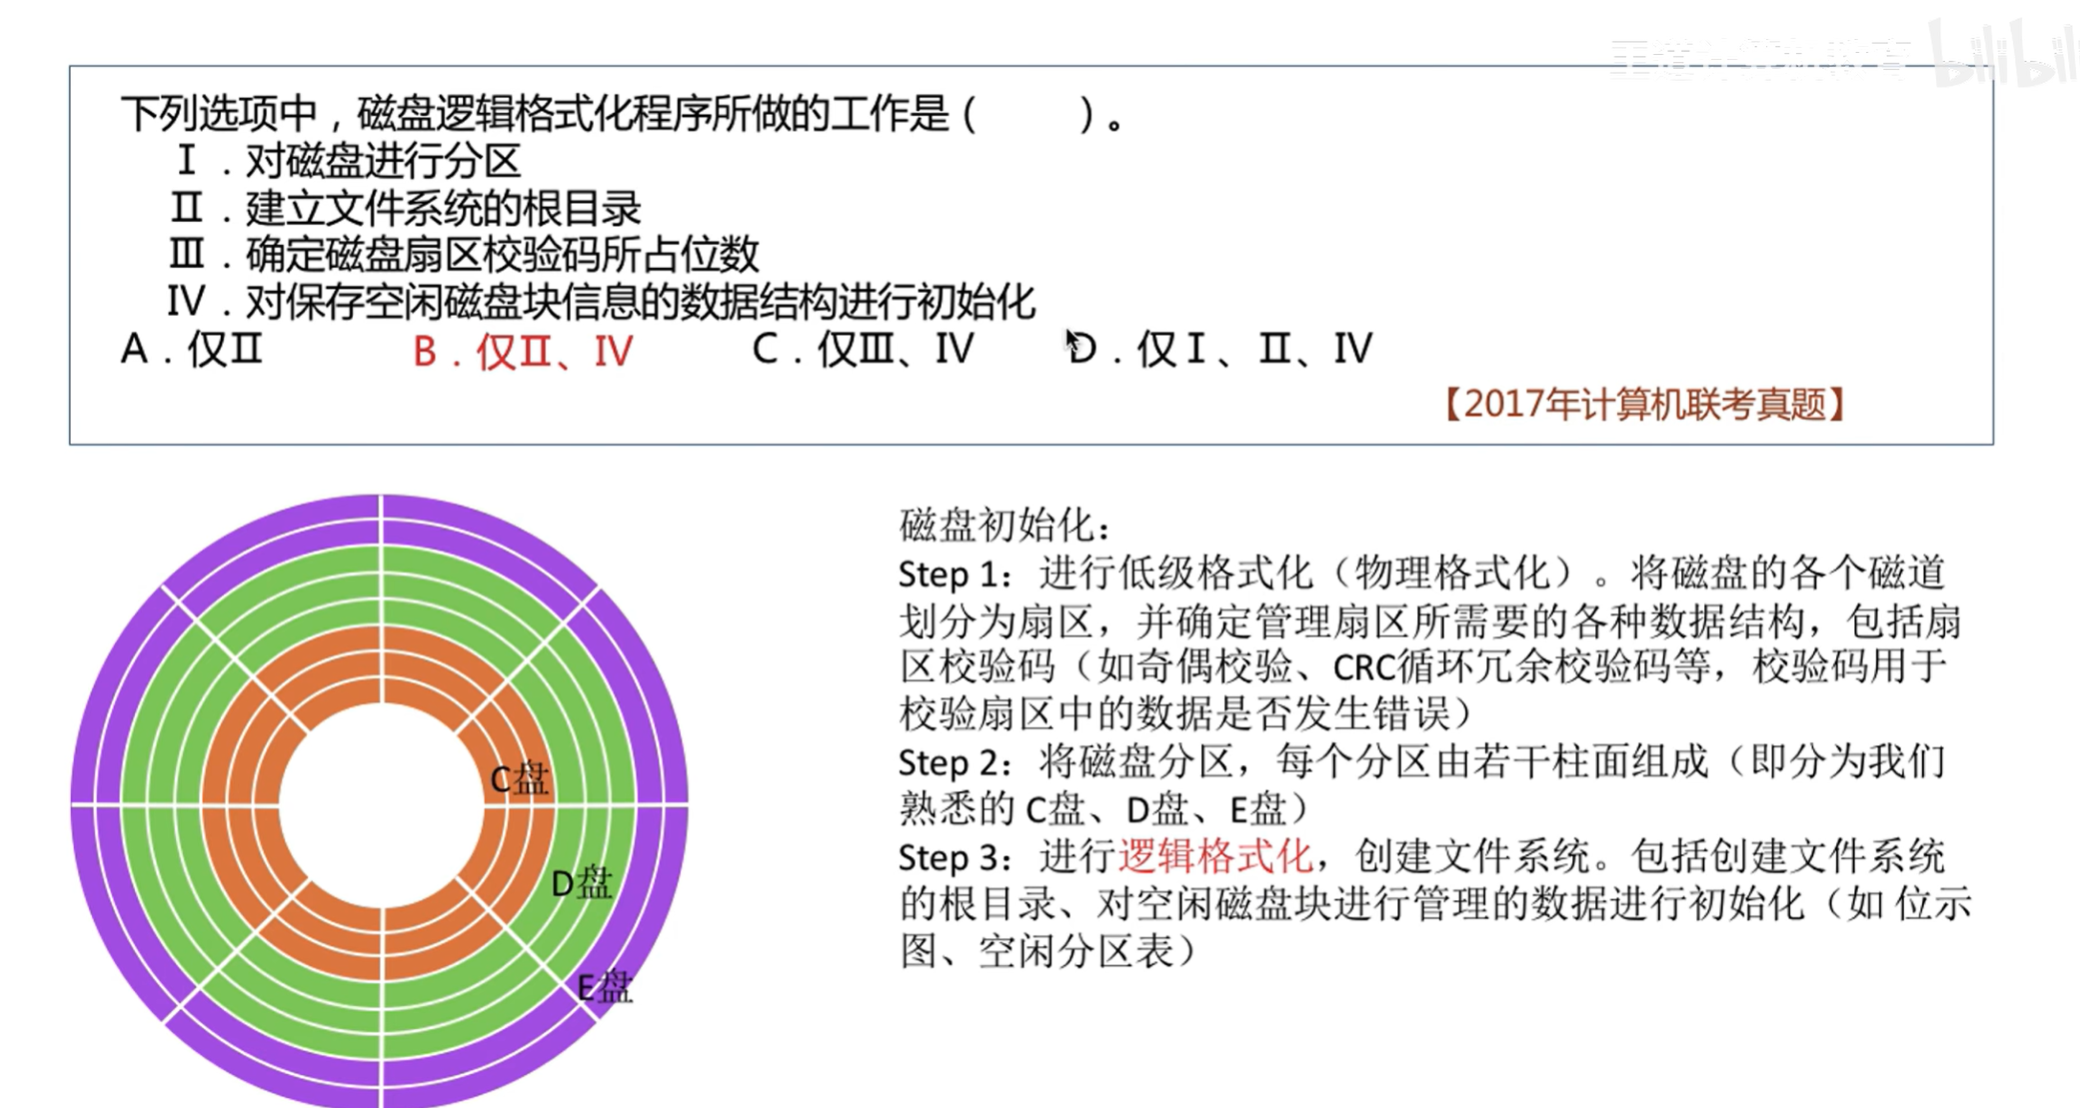 王道计算机教育 bilibili
下列选项中，磁盘逻辑格式化程序所做的工作是（　　）。
Ⅰ．对磁盘进行分区
Ⅱ．建立文件系统的根目录
Ⅲ．确定磁盘扇区校验码所占位数
Ⅳ．对保存空闲磁盘块信息的数据结构进行初始化
A．仅Ⅱ B．仅Ⅱ、Ⅳ C．仅Ⅲ、Ⅳ D．仅Ⅰ、Ⅱ、Ⅳ
【2017年计算机联考真题】
C盘
D盘
E盘
磁盘初始化：
Step 1：进行低级格式化（物理格式化）。将磁盘的各个磁道
划分为扇区，并确定管理扇区所需要的各种数据结构，包括扇
区校验码（如奇偶校验、CRC循环冗余校验码等，校验码用于
校验扇区中的数据是否发生错误）
Step 2：将磁盘分区，每个分区由若干柱面组成（即分为我们
熟悉的 C盘、D盘、E盘）
Step 3：进行逻辑格式化，创建文件系统。包括创建文件系统
的根目录、对空闲磁盘块进行管理的数据进行初始化（如 位示
图、空闲分区表）